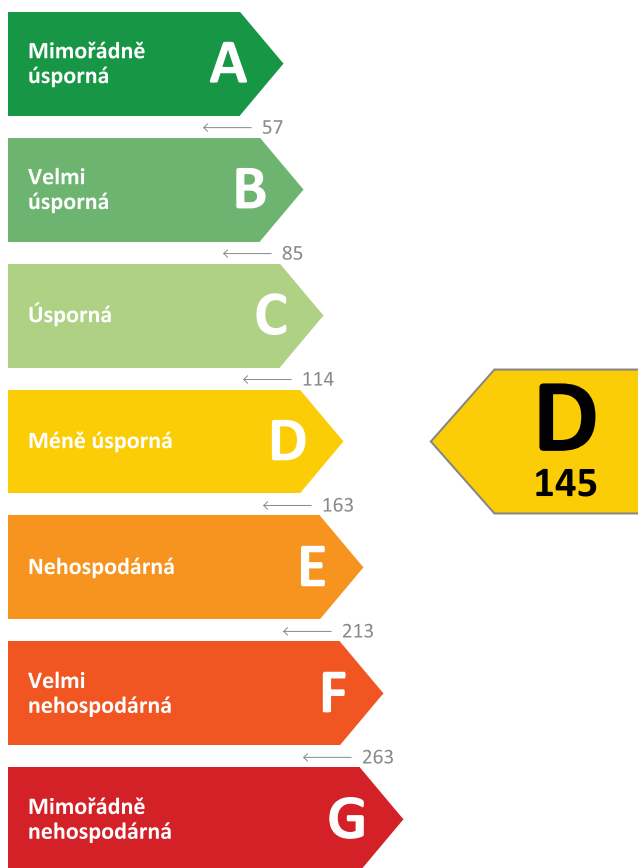 Mimořádně
úsporná
A
57
Velmi
úsporná
B
85
Úsporná
C
114
Méně úsporná
D
D
145
163
Nehospodárná
E
213
Velmi
nehospodárná
F
263
Mimořádně
nehospodárná
G